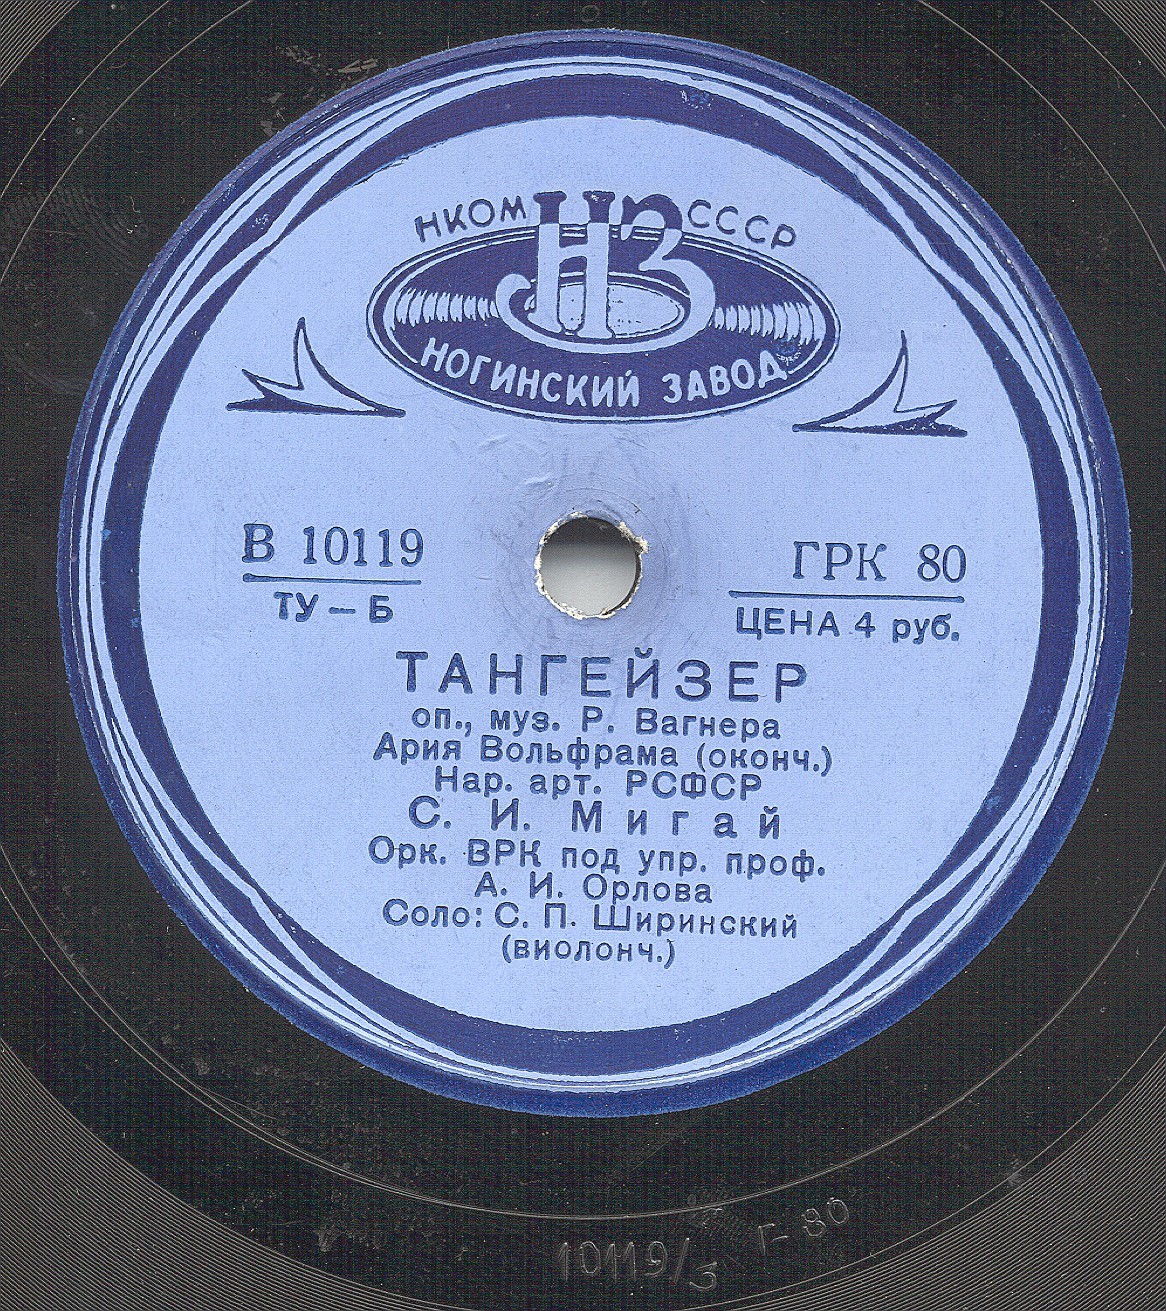 НКОМ НЗ СССР
НОГИНСКИЙ ЗАВОД
В 10119
ТУ — Б
ГРК 80
ЦЕНА 4 руб.
ТАНГЕЙЗЕР
оп., муз. Р. Вагнера
Ария Вольфрама (оконч.)
Нар. арт. РСФСР
С. И. Мигай
Орк. ВРК под упр. проф.
А. И. Орлова
Соло: С. П. Ширинский
(виолонч.)
10119/3 Г-80